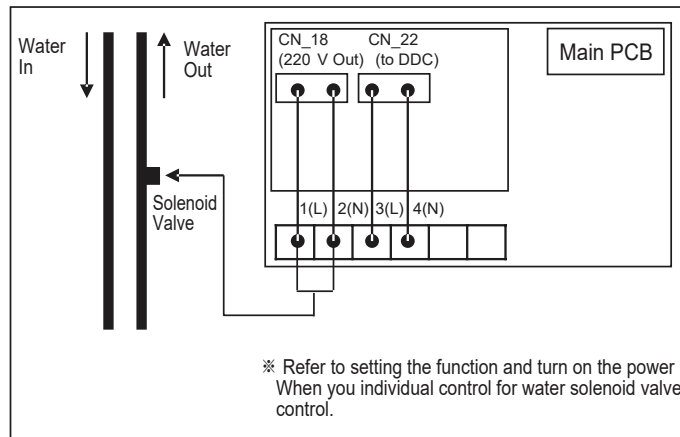 Water
In
Water
Out
CN_18
(220 V Out)
CN_22
(to DDC)
Main PCB
Solenoid
Valve
1(L) 2(N) 3(L) 4(N)
※ Refer to setting the function and turn on the power
When you individual control for water solenoid valve
control.